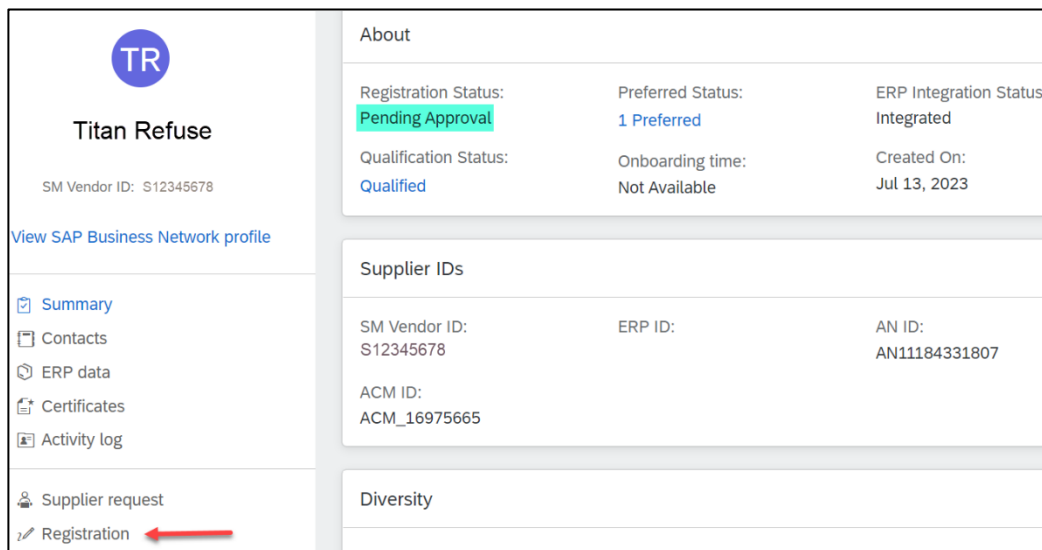 TR
Titan Refuse
SM Vendor ID: S12345678
View SAP Business Network profile
Summary
Contacts
ERP data
Certificates
Activity log
Supplier request
Registration
About
Registration Status: Preferred Status: ERP Integration Status
Pending Approval 1 Preferred Integrated
Qualification Status: Onboarding time: Created On:
Qualified Not Available Jul 13, 2023
Supplier IDs
SM Vendor ID: ERP ID: AN ID:
S12345678 AN11184331807
ACM ID:
ACM_16975665
Diversity